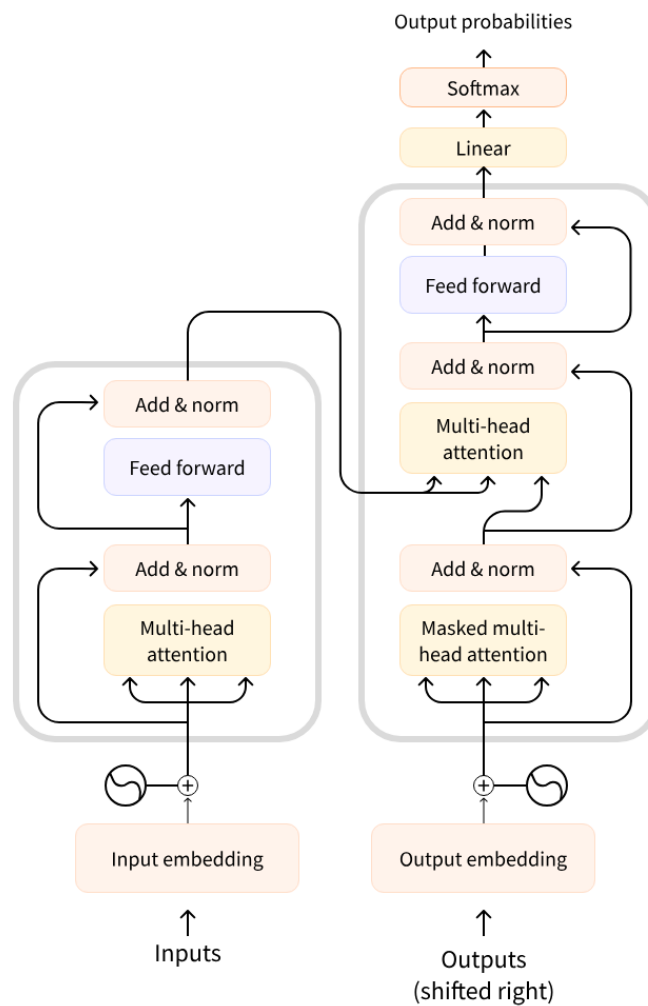 Output probabilities
Softmax
Linear
Add & norm
Feed forward
Add & norm
Multi-head
attention
Add & norm
Masked multi-
head attention
Add & norm
Feed forward
Add & norm
Multi-head
attention
Input embedding
Output embedding
Inputs
Outputs
(shifted right)